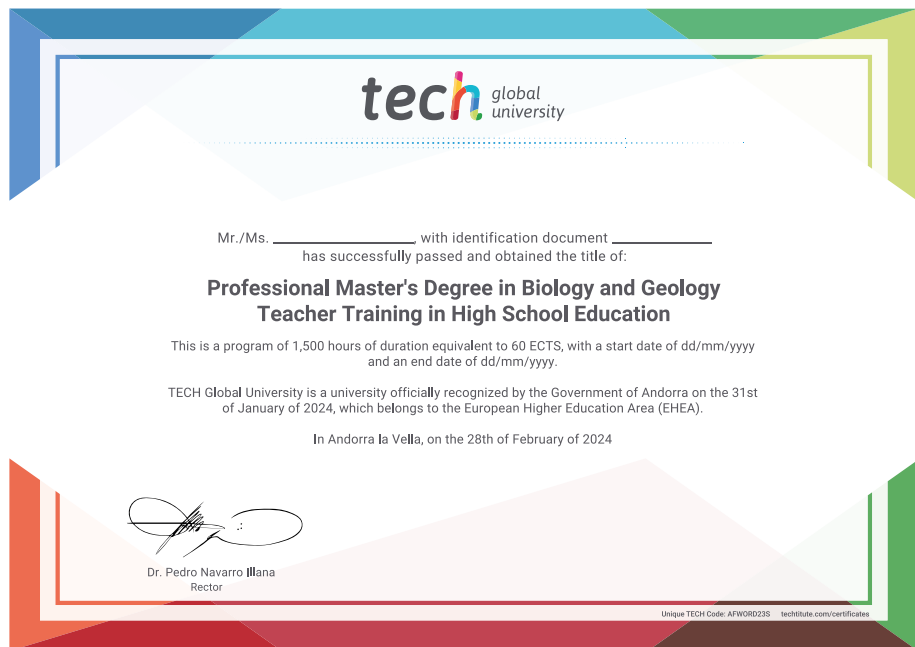 tech global university
Mr./Ms. ____________, with identification document ____________
has successfully passed and obtained the title of:
Professional Master's Degree in Biology and Geology
Teacher Training in High School Education
This is a program of 1,500 hours of duration equivalent to 60 ECTS, with a start date of dd/mm/yyyy
and an end date of dd/mm/yyyy.
TECH Global University is a university officially recognized by the Government of Andorra on the 31st
of January of 2024, which belongs to the European Higher Education Area (EHEA).
In Andorra la Vella, on the 28th of February of 2024
Dr. Pedro Navarro Illana
Rector
Unique TECH Code: AFWORD23S techtitute.com/certificates